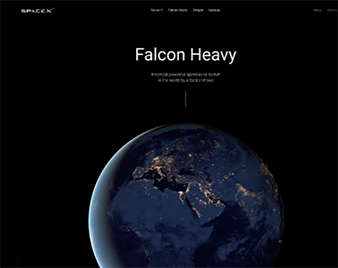 SPACEX
Falcon 9 Falcon Heavy Dragon
Falcon Heavy
the most powerful operational rocket
in the world by a factor of two